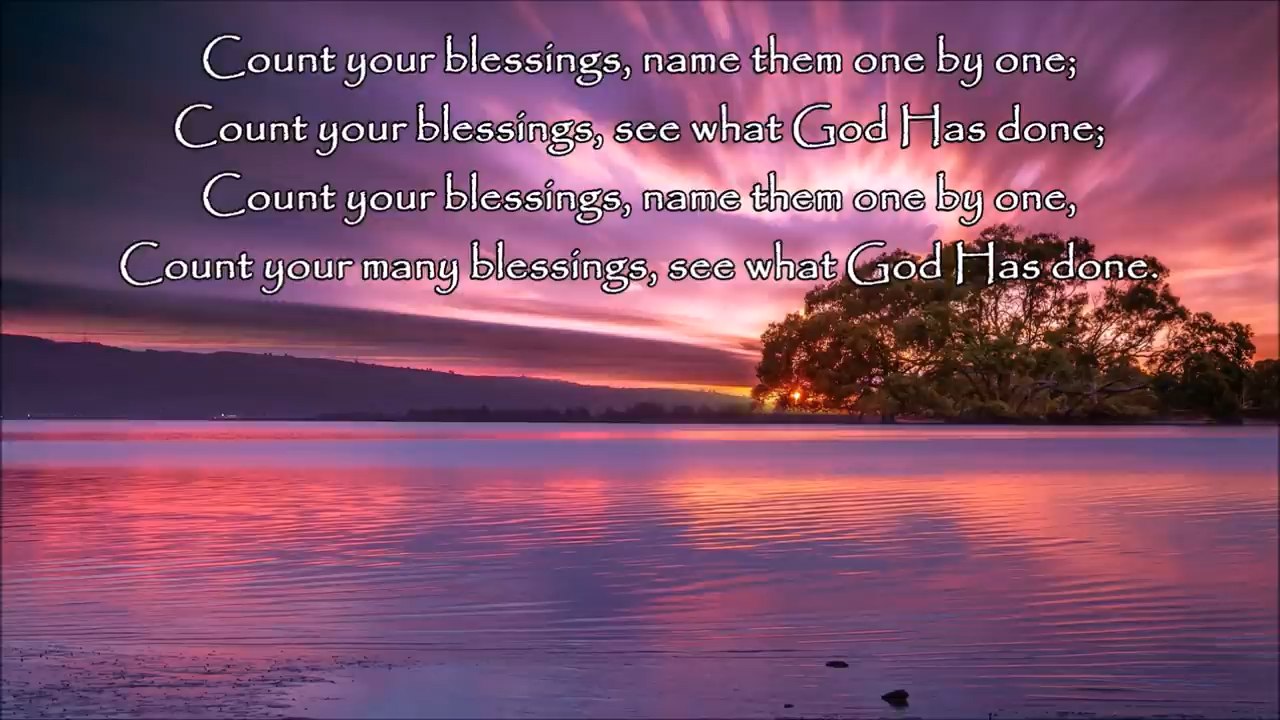 Count your blessings, name them one by one;
Count your blessings, see what God Has done;
Count your blessings, name them one by one,
Count your many blessings, see what God Has done.